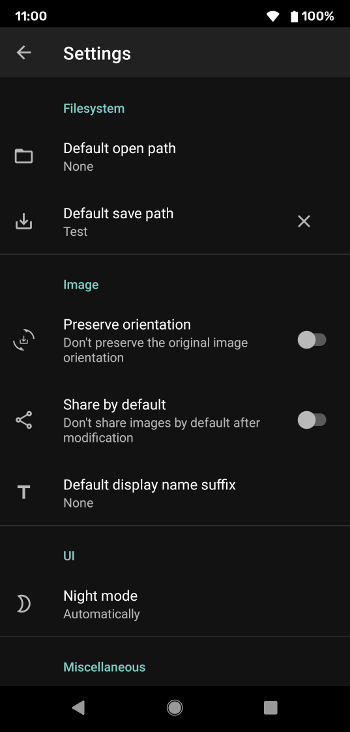 11:00
100%
Settings
Filesystem
Default open path
None
Default save path
Test
Image
Preserve orientation
Don't preserve the original image
orientation
Share by default
Don't share images by default after
modification
Default display name suffix
None
UI
Night mode
Automatically
Miscellaneous